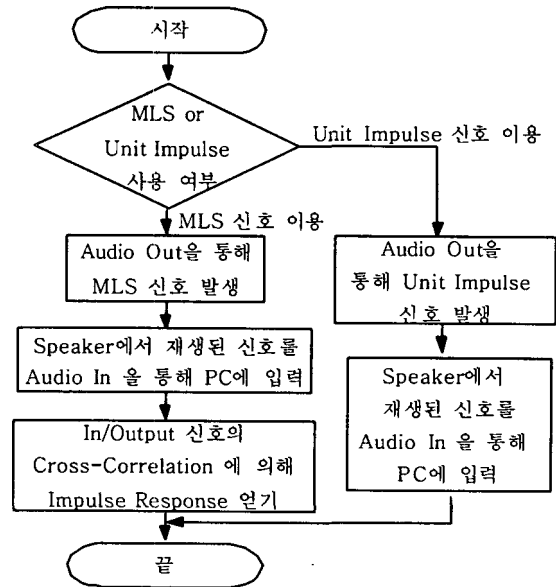 시작
MLS or
Unit Impulse
사용 여부
Unit Impulse 신호 이용
MLS 신호 이용
Audio Out을 통해
MLS 신호 발생
Speaker에서 재생된 신호를
Audio In 을 통해 PC에 입력
In/Output 신호의
Cross-Correlation 에 의해
Impulse Response 얻기
Audio Out을
통해 Unit Impulse
신호 발생
Speaker에서
재생된 신호를
Audio In 을 통해
PC에 입력
끝